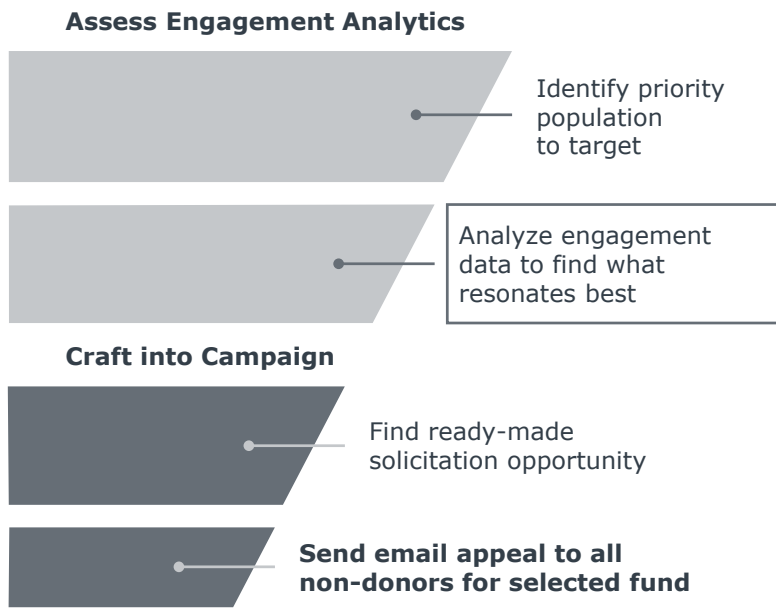 Assess Engagement Analytics
Identify priority
population
to target
Analyze engagement
data to find what
resonates best
Craft into Campaign
Find ready-made
solicitation opportunity
Send email appeal to all
non-donors for selected fund